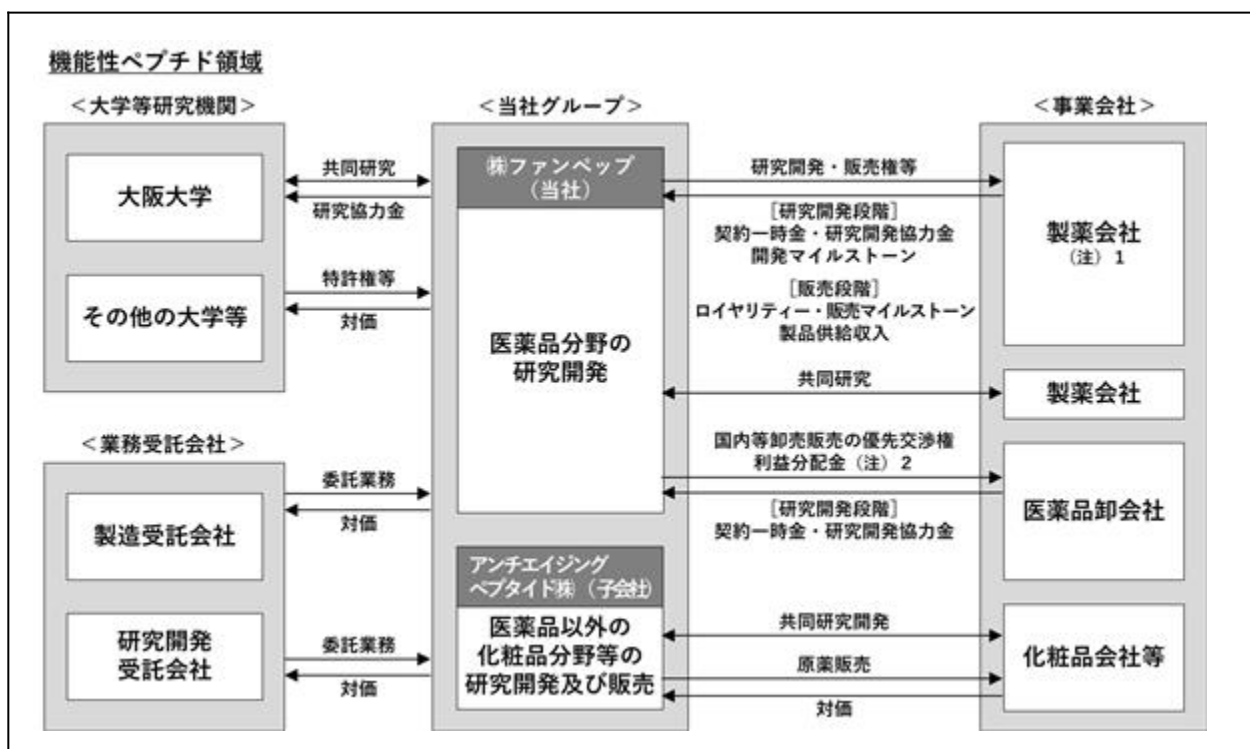 機能性ペプチド領域
＜大学等研究機関＞
大阪大学
その他の大学等
共同研究
研究協力金
特許権等
対価
＜業務受託会社＞
製造受託会社
研究開発
受託会社
委託業務
対価
委託業務
対価
＜当社グループ＞
㈱ファンペップ
（当社）
医薬品分野の
研究開発
アンチエイジング
ペプタイド㈱（子会社）
医薬品以外の
化粧品分野等の
研究開発及び販売
研究開発・販売権等
［研究開発段階］
契約一時金・研究開発協力金
開発マイルストーン
［販売段階］
ロイヤリティー・販売マイルストーン
製品供給収入
共同研究
国内等卸売販売の優先交渉権
利益分配金（注）2
［研究開発段階］
契約一時金・研究開発協力金
共同研究開発
原薬販売
対価
＜事業会社＞
製薬会社
（注）1
製薬会社
医薬品卸会社
化粧品会社等